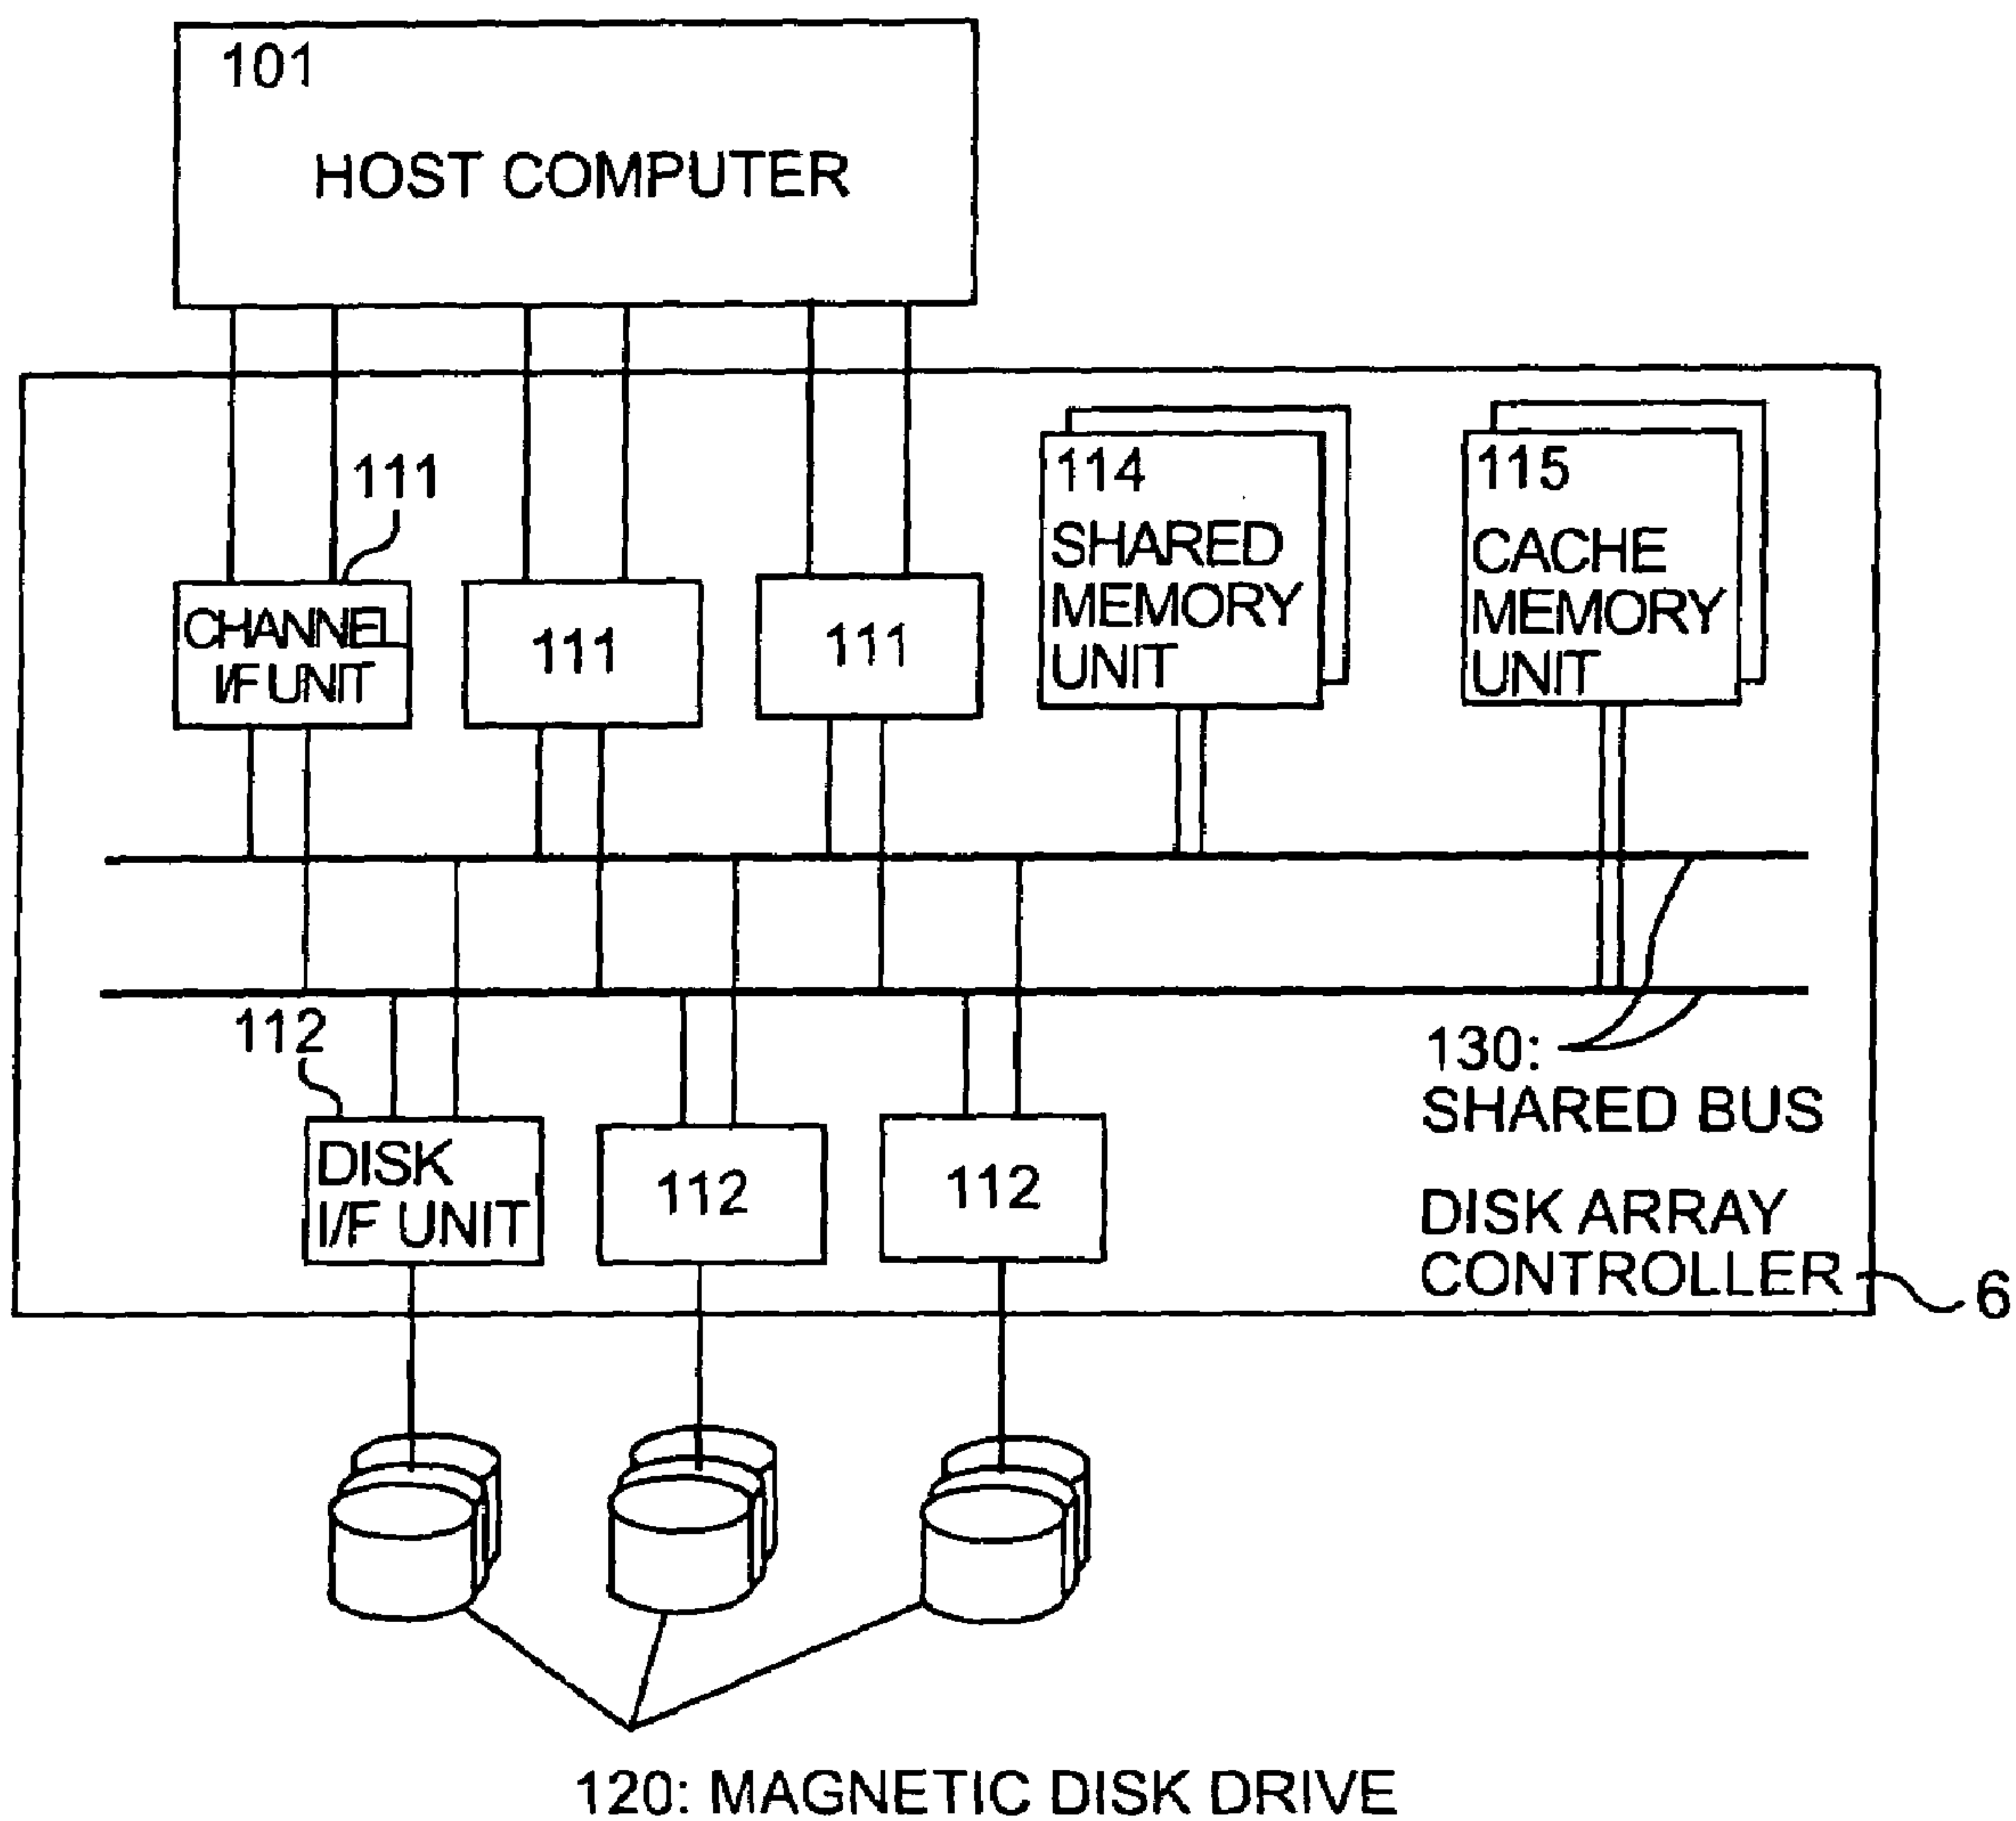 101
HOST COMPUTER
111
CHANNEL
I/F UNIT
111
111
114
SHARED
MEMORY
UNIT
115
CACHE
MEMORY
UNIT
112
DISK
I/F UNIT
112
112
130:
SHARED BUS
DISK ARRAY
CONTROLLER
6
120: MAGNETIC DISK DRIVE